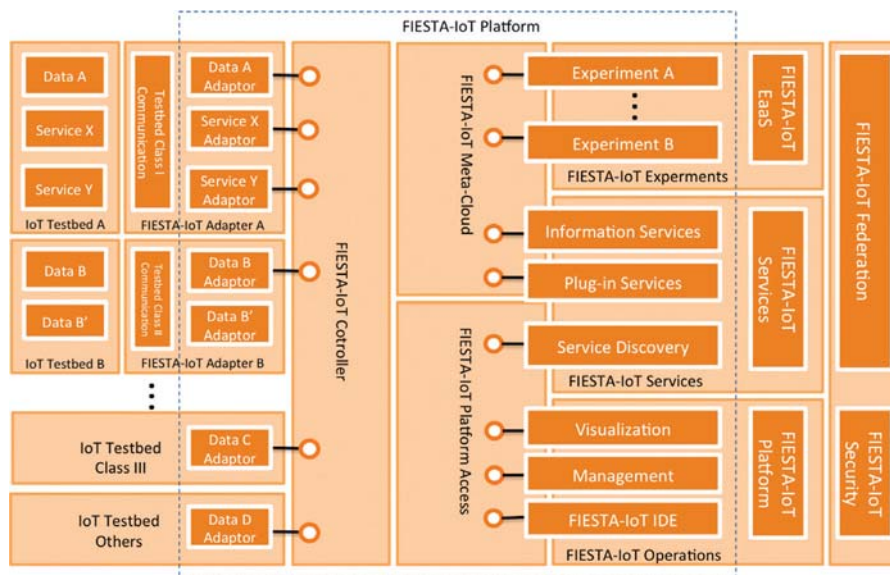 FIESTA-IoT Platform
Data A
Service X
Service Y
IoT Testbed A
Testbed Class I
Communication
Data A
Adaptor
Service X
Adaptor
Service Y
Adaptor
FIESTA-IoT Adapter A
Data B
Data B'
IoT Testbed B
Testbed Class II
Communication
Data B
Adaptor
Data B'
Adaptor
FIESTA-IoT Adapter B
IoT Testbed
Class III
Data C
Adaptor
IoT Testbed
Others
Data D
Adaptor
FIESTA-IoT Cotroller
FIESTA-IoT Meta-Cloud
FIESTA-IoT Platform Access
Experiment A
Experiment B
FIESTA-IoT Experments
FIESTA-IoT
EaaS
Information Services
Plug-in Services
Service Discovery
FIESTA-IoT Services
FIESTA-IoT
Services
Visualization
Management
FIESTA-IoT IDE
FIESTA-IoT Operations
FIESTA-IoT
Platform
FIESTA-IoT Federation
FIESTA-IoT
Security